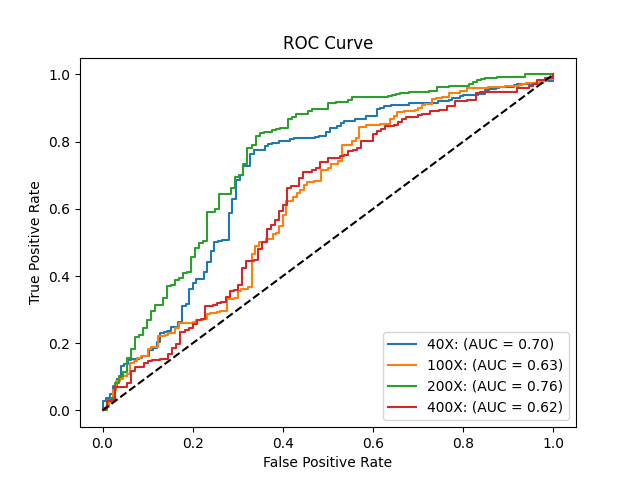 ROC Curve
True Positive Rate
1.0
0.8
0.6
0.4
0.2
0.0
40X: (AUC = 0.70)
100X: (AUC = 0.63)
200X: (AUC = 0.76)
400X: (AUC = 0.62)
0.0 0.2 0.4 0.6 0.8 1.0
False Positive Rate